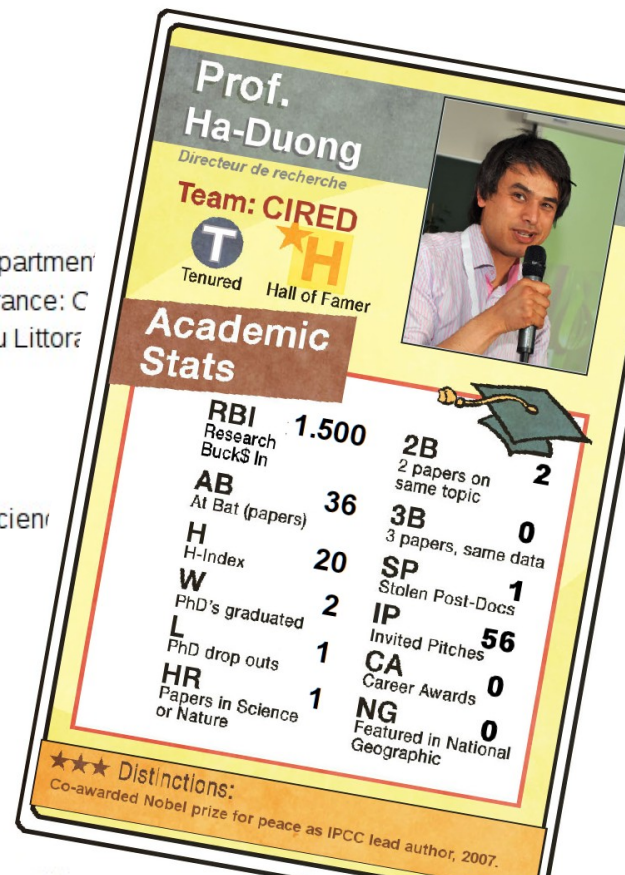 partment
rance: C
u Littora
cienc
Prof.
Ha-Duong
Directeur de recherche
Team: CIRED
T
H
Tenured
Hall of Famer
Academic
Stats
RBI 1.500
Research
Buck$ In
AB 36
At Bat (papers)
H 20
H-Index
W 2
PhD's graduated
L 1
PhD drop outs
HR 1
Papers in Science
or Nature
2B 2
2 papers on
same topic
3B 0
3 papers, same data
SP 1
Stolen Post-Docs
IP 56
Invited Pitches
CA 0
Career Awards
NG 0
Featured in National
Geographic
★★★ Distinctions:
Co-awarded Nobel prize for peace as IPCC lead author, 2007.